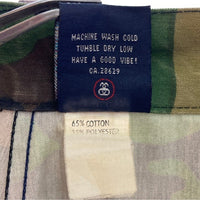 MACHINE WASH COLD
TUMBLE DRY LOW
HAVE A GOOD VIBE!
CA.28629
65% COTTON
35% POLYESTER